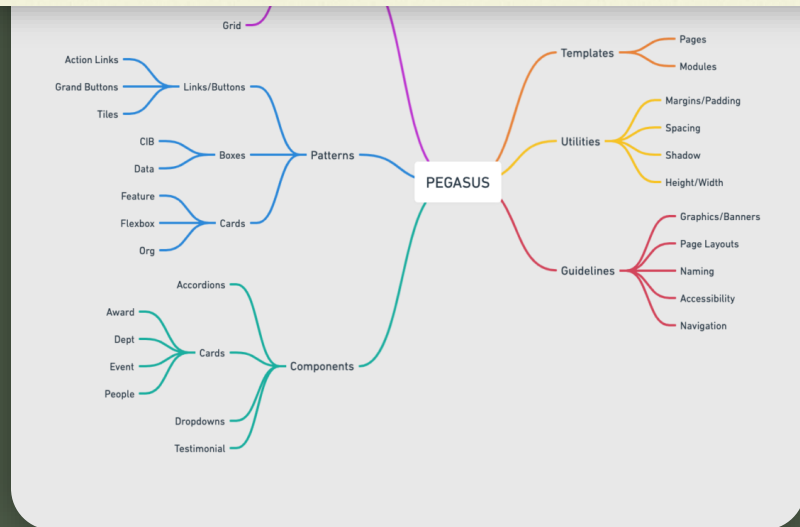 Grid
Action Links
Grand Buttons
Tiles
Links/Buttons
CIB
Data
Boxes
Feature
Flexbox
Org
Cards
Patterns
Accordions
Award
Dept
Event
People
Cards
Dropdowns
Testimonial
Components
PEGASUS
Templates
Pages
Modules
Utilities
Margins/Padding
Spacing
Shadow
Height/Width
Guidelines
Graphics/Banners
Page Layouts
Naming
Accessibility
Navigation